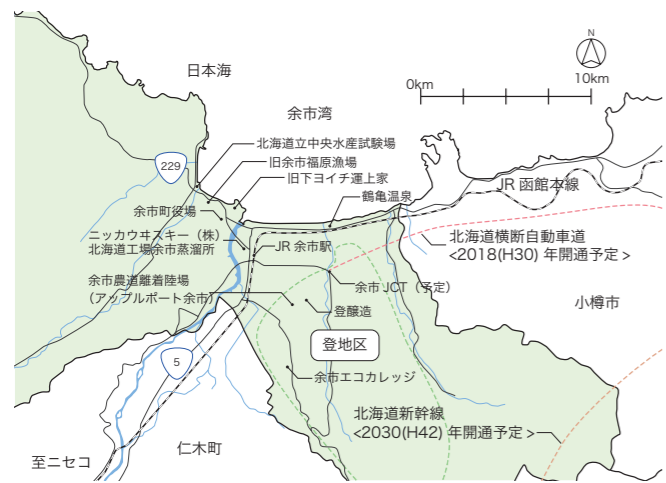 N
0km
10km
日本海
余市湾
北海道立中央水産試験場
229
旧余市福原漁場
旧下ヨイチ運上家
JR 函館本線
鶴亀温泉
余市町役場
ニッカウヰスキー（株）
北海道工場余市蒸溜所
JR 余市駅
北海道横断自動車道
<2018(H30) 年開通予定 >
余市農道離着陸場
（アップルポート余市）
余市 JCT（予定）
登醸造
小樽市
登地区
5
余市エコカレッジ
北海道新幹線
<2030(H42) 年開通予定 >
仁木町
至ニセコ